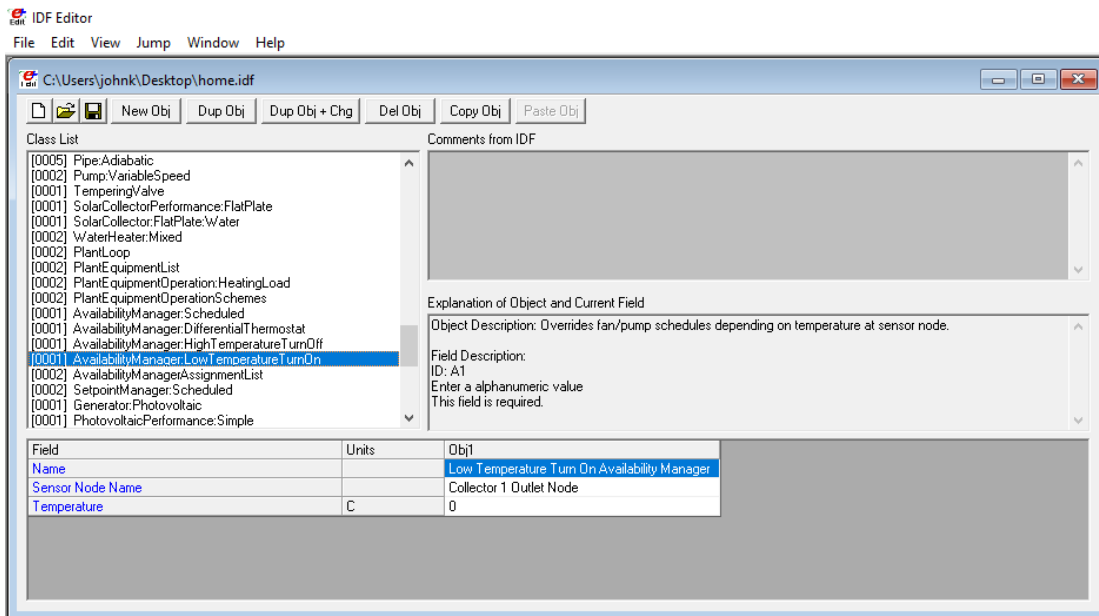 IDF Editor
File Edit View Jump Window Help
C:\Users\johnk\Desktop\home.idf
New Obj Dup Obj Dup Obj + Chg Del Obj Copy Obj Paste Obj
Class List
[0005] Pipe:Adiabatic
[0002] Pump:VariableSpeed
[0001] TemperingValve
[0001] SolarCollectorPerformance:FlatPlate
[0001] SolarCollector:FlatPlate:Water
[0002] WaterHeater:Mixed
[0002] PlantLoop
[0002] PlantEquipmentList
[0002] PlantEquipmentOperation:HeatingLoad
[0002] PlantEquipmentOperationSchemes
[0001] AvailabilityManager:Scheduled
[0001] AvailabilityManager:DifferentialThermostat
[0001] AvailabilityManager:HighTemperatureTurnOff
[0001] AvailabilityManager:LowTemperatureTurnOn
[0002] AvailabilityManagerAssignmentList
[0002] SetpointManager:Scheduled
[0001] Generator:Photovoltaic
[0001] PhotovoltaicPerformance:Simple
Comments from IDF
Explanation of Object and Current Field
Object Description: Overrides fan/pump schedules depending on temperature at sensor node.
Field Description:
ID: A1
Enter a alphanumeric value
This field is required.
Field Units Obj1
Name Low Temperature Turn On Availability Manager
Sensor Node Name Collector 1 Outlet Node
Temperature C 0